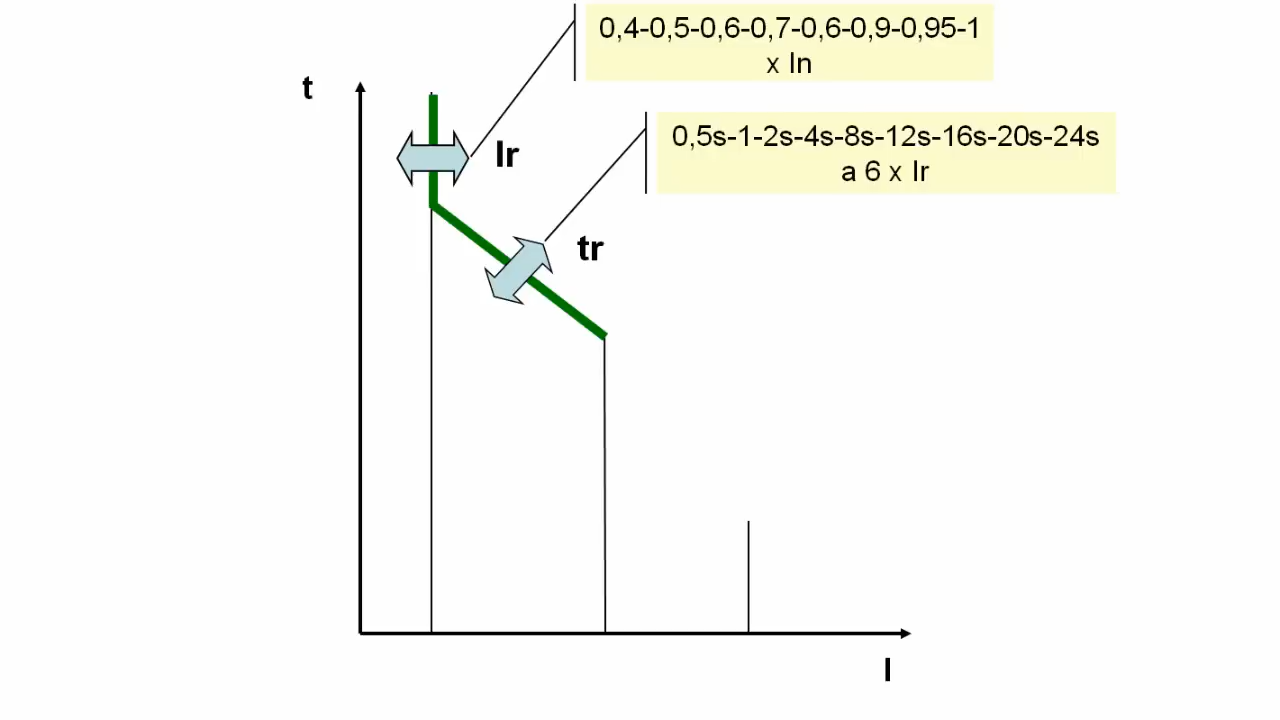 0,4-0,5-0,6-0,7-0,6-0,9-0,95-1
x In
t
0,5s-1-2s-4s-8s-12s-16s-20s-24s
a 6 x Ir
Ir
tr
I